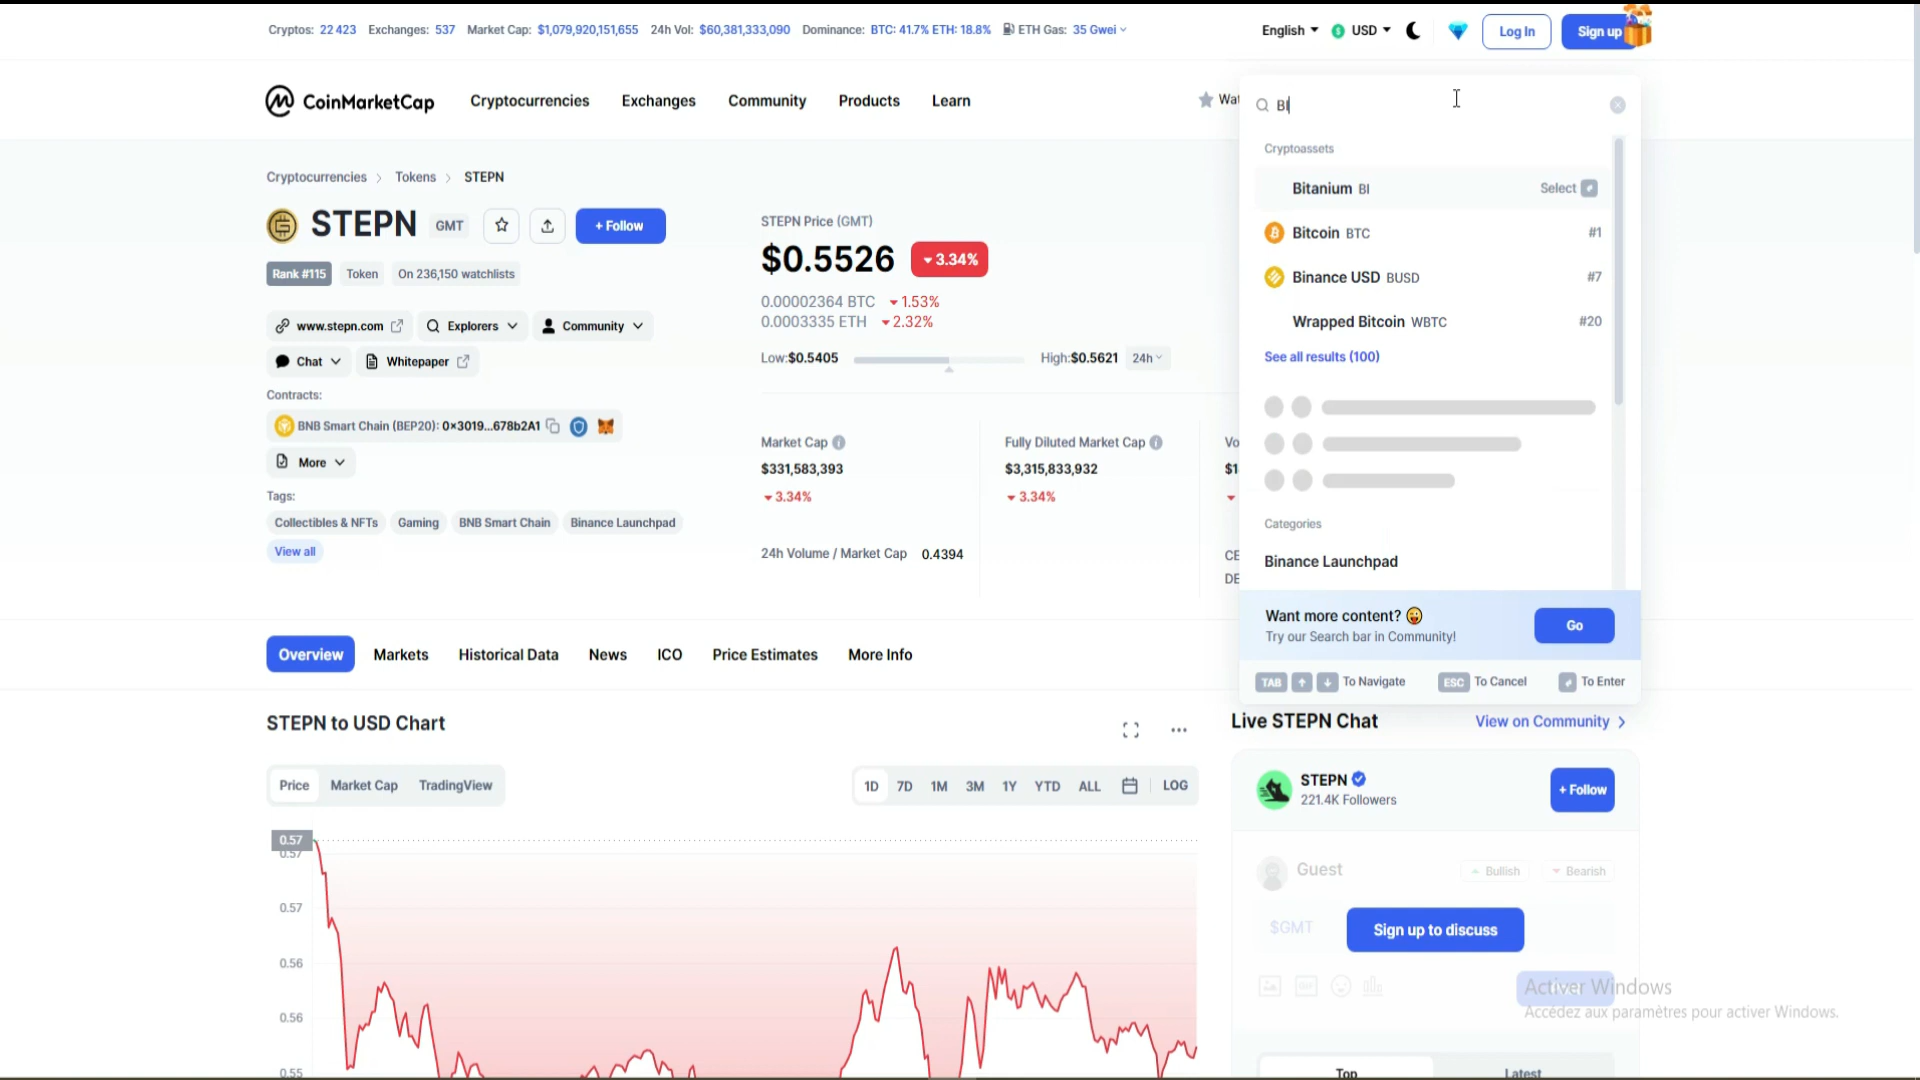 Cryptos: 22 423 Exchanges: 537 Market Cap: $1,079,920,151,655 24h Vol: $60,381,333,090 Dominance: BTC: 41.7% ETH: 18.8% ETH Gas: 35 Gwei
English USD Log In Sign up
CoinMarketCap Cryptocurrencies Exchanges Community Products Learn
BI
Cryptoassets
Bitanium BI Select
Bitcoin BTC #1
Binance USD BUSD #7
Wrapped Bitcoin WBTC #20
See all results (100)
Categories
Binance Launchpad
Want more content?
Try our Search bar in Community!
Go
TAB To Navigate ESC To Cancel To Enter
Cryptocurrencies > Tokens > STEPN
STEPN GMT + Follow
Rank #115 Token On 236,150 watchlists
www.stepn.com Explorers Community
Chat Whitepaper
Contracts:
BNB Smart Chain (BEP20): 0x3019...678b2A1
More
Tags:
Collectibles & NFTs Gaming BNB Smart Chain Binance Launchpad
View all
STEPN Price (GMT)
$0.5526 3.34%
0.00002364 BTC 1.53%
0.0003335 ETH 2.32%
Low:$0.5405 High:$0.5621 24h
Market Cap
$331,583,393
3.34%
24h Volume / Market Cap 0.4394
Fully Diluted Market Cap
$3,315,833,932
3.34%
Overview Markets Historical Data News ICO Price Estimates More Info
STEPN to USD Chart
Price Market Cap TradingView
1D 7D 1M 3M 1Y YTD ALL LOG
0.57
0.57
0.57
0.56
0.56
0.55
Live STEPN Chat View on Community >
STEPN
221.4K Followers
+ Follow
Guest Bullish Bearish
$GMT
Sign up to discuss
Activer Windows
Accédez aux paramètres pour activer Windows.
Top Latest